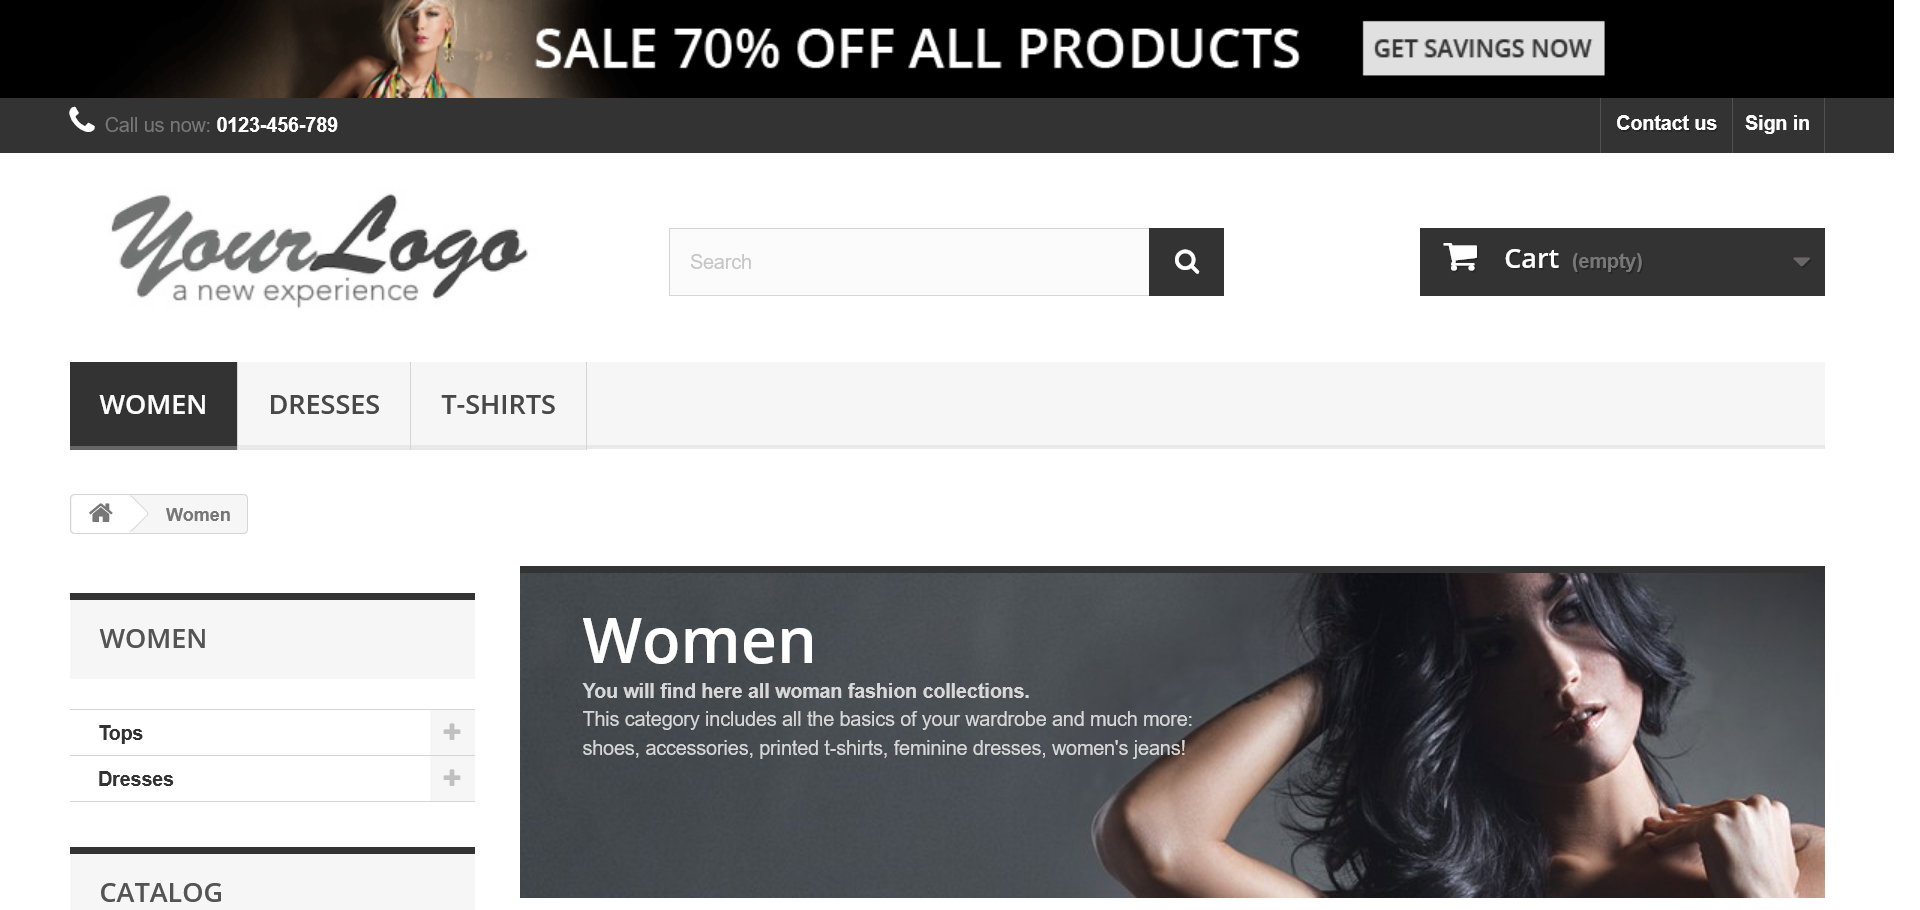 SALE 70% OFF ALL PRODUCTS
GET SAVINGS NOW
Call us now: 0123-456-789
Contact us
Sign in
YourLogo
a new experience
Search
Cart (empty)
WOMEN
DRESSES
T-SHIRTS
Women
WOMEN
Tops
Dresses
CATALOG
Women
You will find here all woman fashion collections.
This category includes all the basics of your wardrobe and much more:
shoes, accessories, printed t-shirts, feminine dresses, women's jeans!